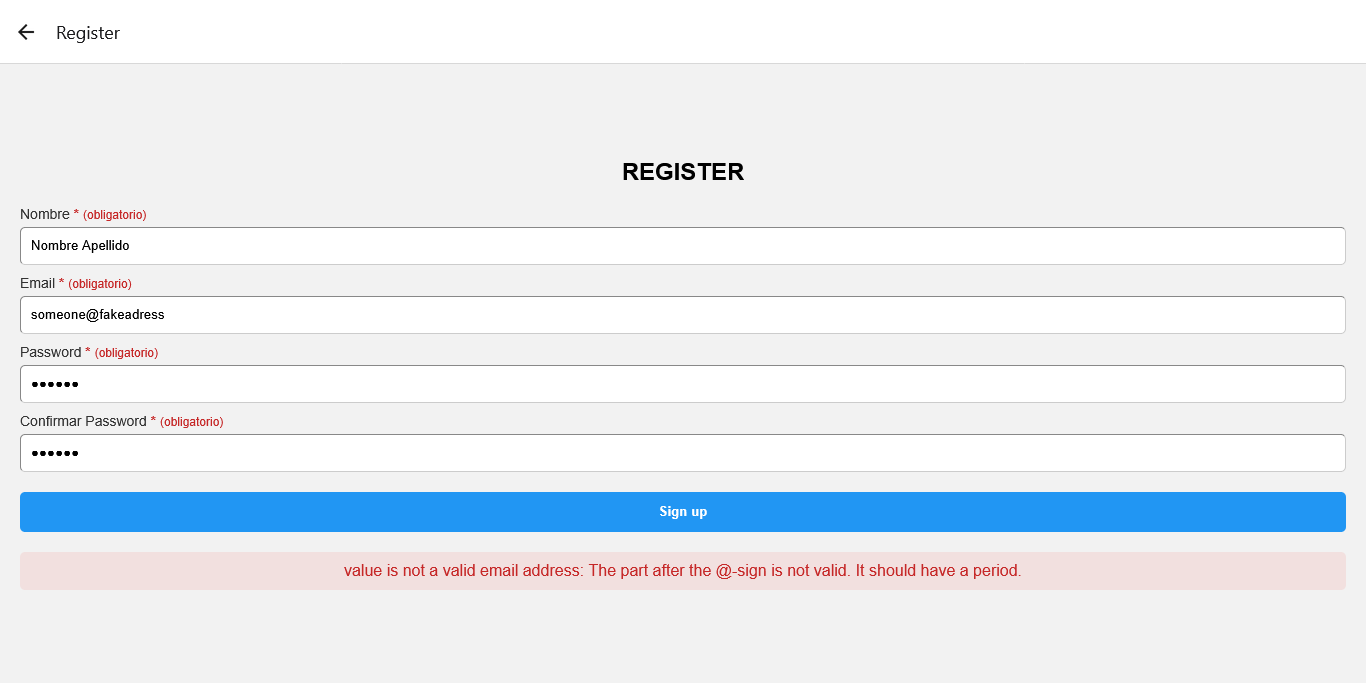 Register
REGISTER
Nombre * (obligatorio)
Nombre Apellido
Email * (obligatorio)
someone@fakeadress
Password * (obligatorio)
••••••
Confirmar Password * (obligatorio)
••••••
Sign up
value is not a valid email address: The part after the @-sign is not valid. It should have a period.